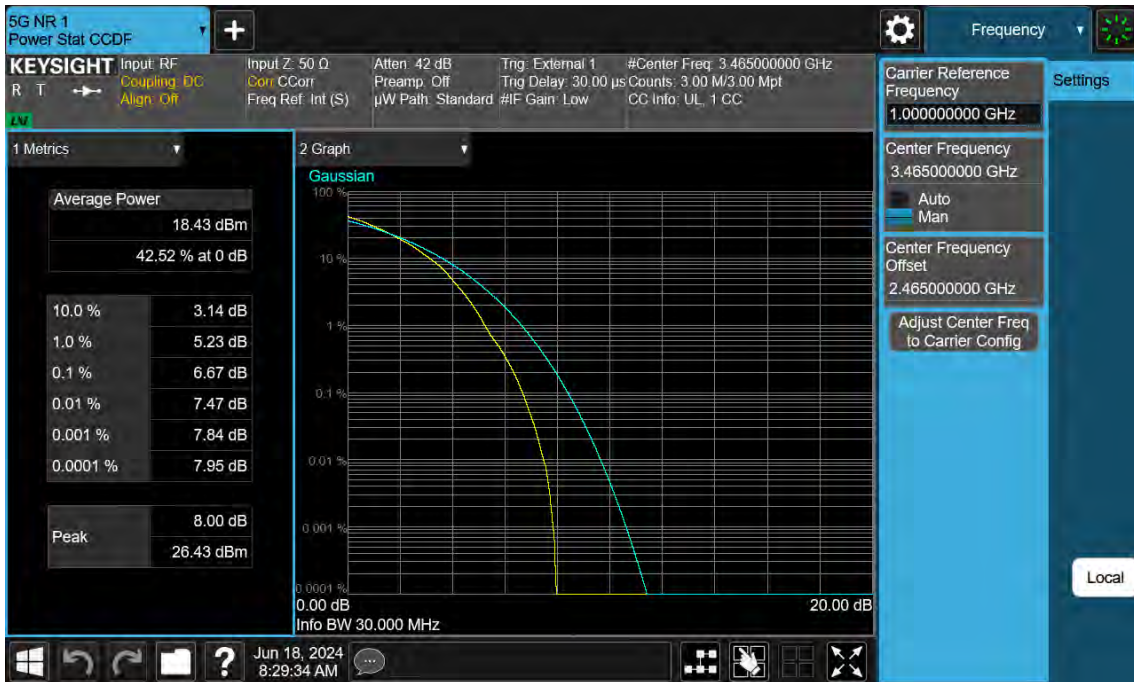 5G NR 1
Power Stat CCDF
Frequency
KEYSIGHT
R T
LNI
Input: RF
Coupling: DC
Align: Off
Input Z: 50 Ω
Corr CCorr
Freq Ref: Int (S)
Atten: 42 dB
Preamp: Off
µW Path: Standard
Trig: External 1
Trig Delay: 30.00 µs
#IF Gain: Low
#Center Freq: 3.465000000 GHz
Counts: 3.00 M/3.00 Mpt
CC Info: UL, 1 CC
1 Metrics
Average Power
18.43 dBm
42.52 % at 0 dB
10.0 % 3.14 dB
1.0 % 5.23 dB
0.1 % 6.67 dB
0.01 % 7.47 dB
0.001 % 7.84 dB
0.0001 % 7.95 dB
Peak
8.00 dB
26.43 dBm
2 Graph
Gaussian
100 %
10 %
1 %
0.1 %
0.01 %
0.001 %
0.0001 %
0.00 dB 20.00 dB
Info BW 30.000 MHz
Carrier Reference
Frequency
1.000000000 GHz
Center Frequency
3.465000000 GHz
Auto
Man
Center Frequency
Offset
2.465000000 GHz
Adjust Center Freq
to Carrier Config
Settings
Local
?
Jun 18, 2024
8:29:34 AM